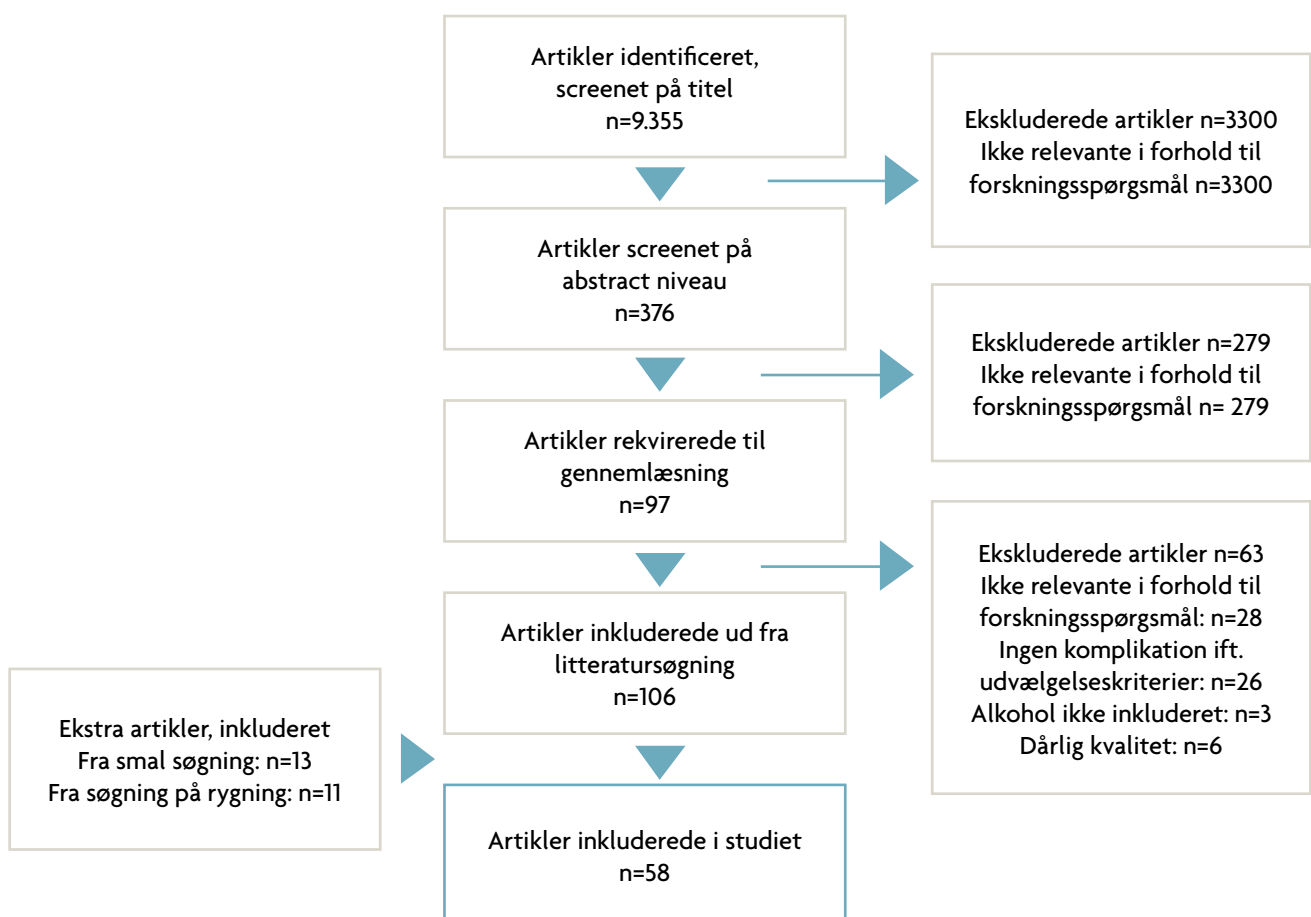 Artikler identificeret,
screenet på titel
n=9.355
Ekskluderede artikler n=3300
Ikke relevante i forhold til
forskningsspørgsmål n=3300
Artikler screenet på
abstract niveau
n=376
Ekskluderede artikler n=279
Ikke relevante i forhold til
forskningsspørgsmål n= 279
Artikler rekvirerede til
gennemlæsning
n=97
Ekskluderede artikler n=63
Ikke relevante i forhold til
forskningsspørgsmål: n=28
Ingen komplikation ift.
udvælgelseskriterier: n=26
Alkohol ikke inkluderet: n=3
Dårlig kvalitet: n=6
Artikler inkluderede ud fra
litteratursøgning
n=106
Ekstra artikler, inkluderet
Fra smal søgning: n=13
Fra søgning på rygning: n=11
Artikler inkluderede i studiet
n=58